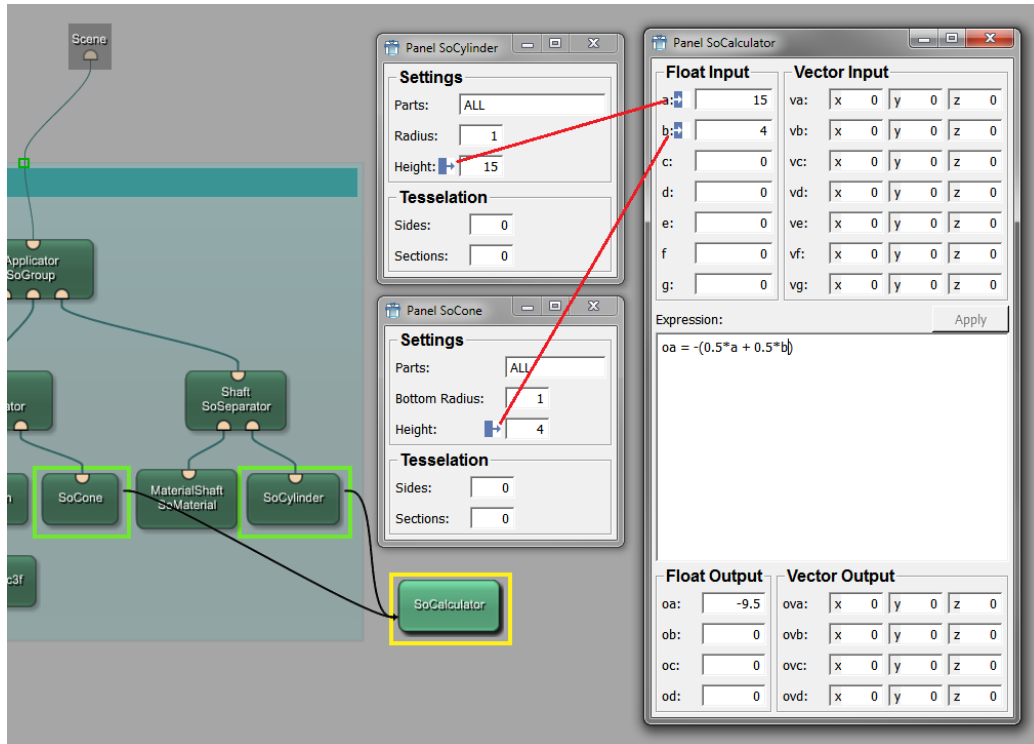 Scene
Applicator
SoGroup
ator
Shaft
SoSeparator
n
SoCone
MaterialShaft
SoMaterial
SoCylinder
c3f
SoCalculator
Panel SoCylinder
Settings
Parts: ALL
Radius: 1
Height: 15
Tesselation
Sides: 0
Sections: 0
Panel SoCone
Settings
Parts: ALL
Bottom Radius: 1
Height: 4
Tesselation
Sides: 0
Sections: 0
Panel SoCalculator
Float Input Vector Input
a: 15 va: x 0 y 0 z 0
b: 4 vb: x 0 y 0 z 0
c: 0 vc: x 0 y 0 z 0
d: 0 vd: x 0 y 0 z 0
e: 0 ve: x 0 y 0 z 0
f 0 vf: x 0 y 0 z 0
g: 0 vg: x 0 y 0 z 0
Expression: Apply
oa = -(0.5*a + 0.5*b)
Float Output Vector Output
oa: -9.5 ova: x 0 y 0 z 0
ob: 0 ovb: x 0 y 0 z 0
oc: 0 ovc: x 0 y 0 z 0
od: 0 ovd: x 0 y 0 z 0